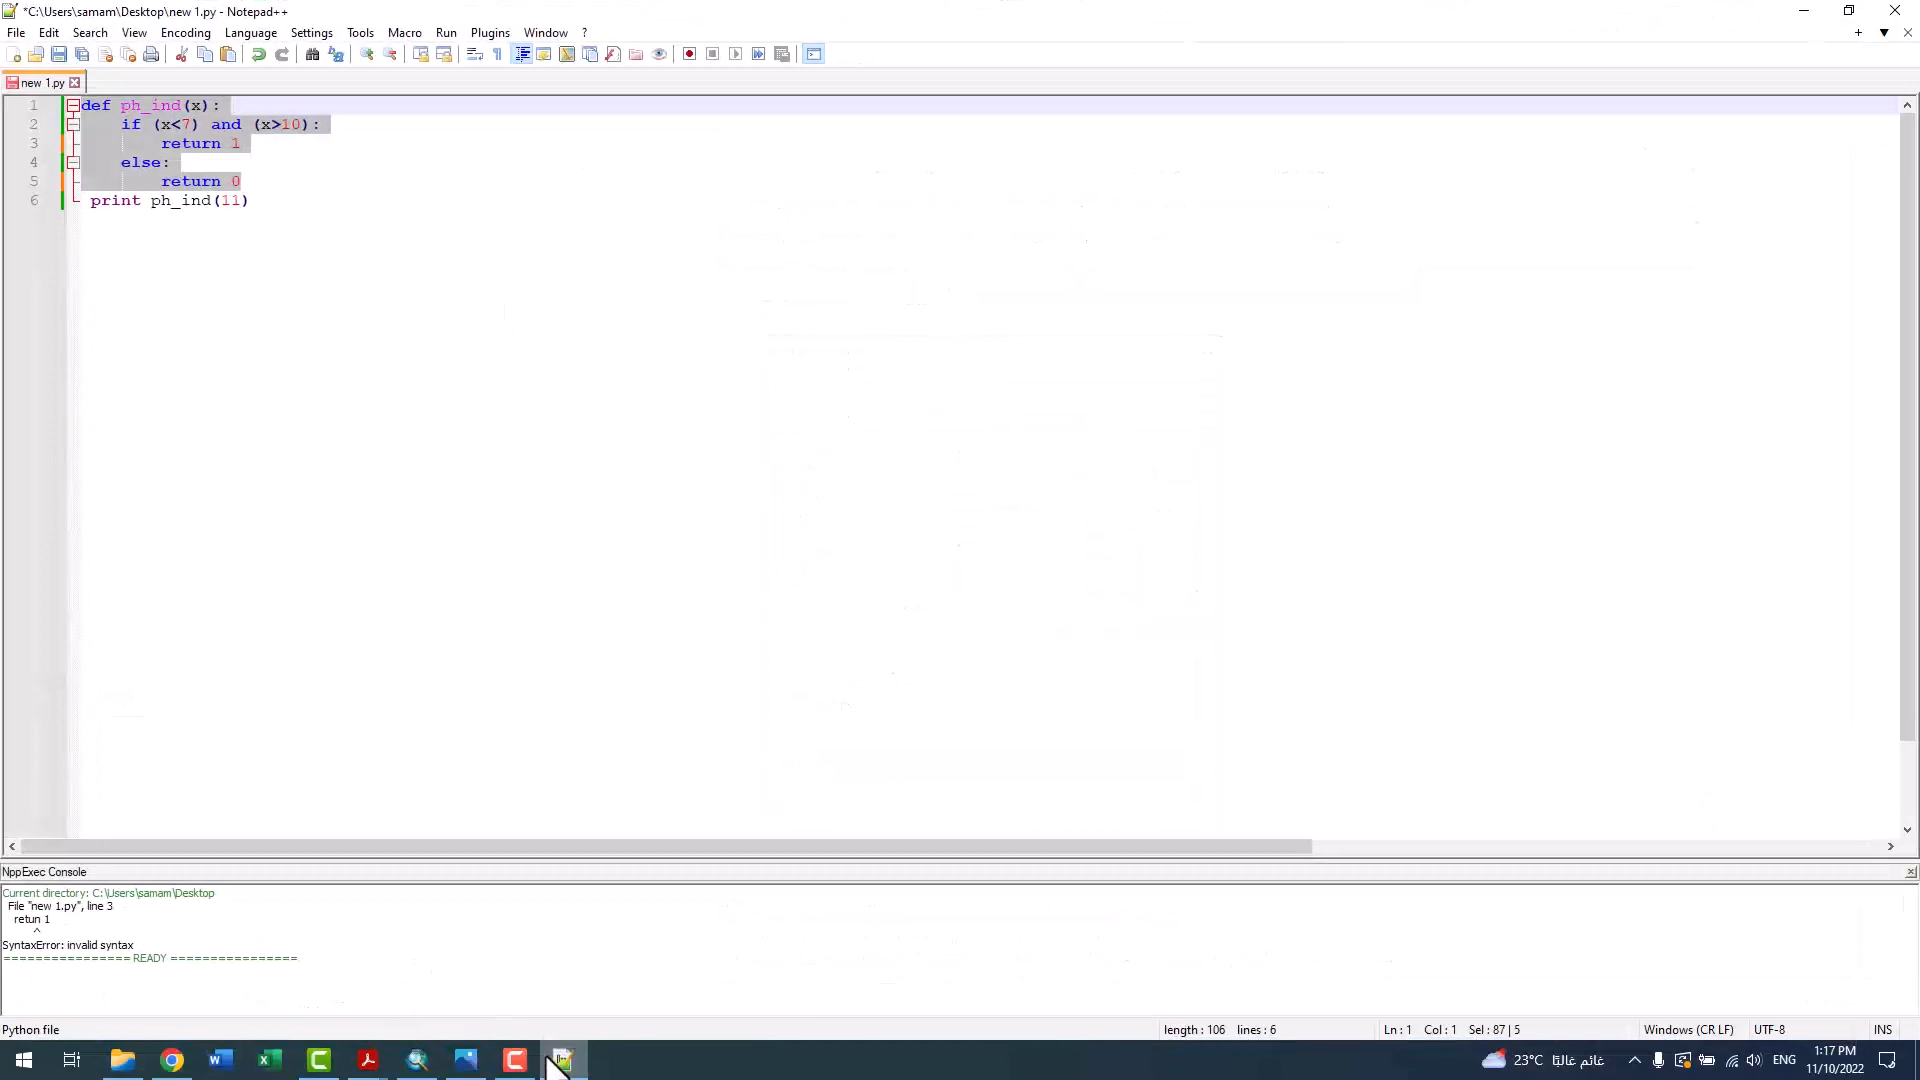 *C:\Users\samam\Desktop\new 1.py - Notepad++
File Edit Search View Encoding Language Settings Tools Macro Run Plugins Window ?
new 1.py
1 def ph_ind(x):
2 if (x<7) and (x>10):
3 return 1
4 else:
5 return 0
6 print ph_ind(11)
NppExec Console
Current directory: C:\Users\samam\Desktop
File "new 1.py", line 3
retun 1
^
SyntaxError: invalid syntax
================ READY ================
Python file length : 106 lines : 6 Ln : 1 Col : 1 Sel : 87 | 5 Windows (CR LF) UTF-8 INS
23°C غائم غالبًا ENG 1:17 PM
11/10/2022